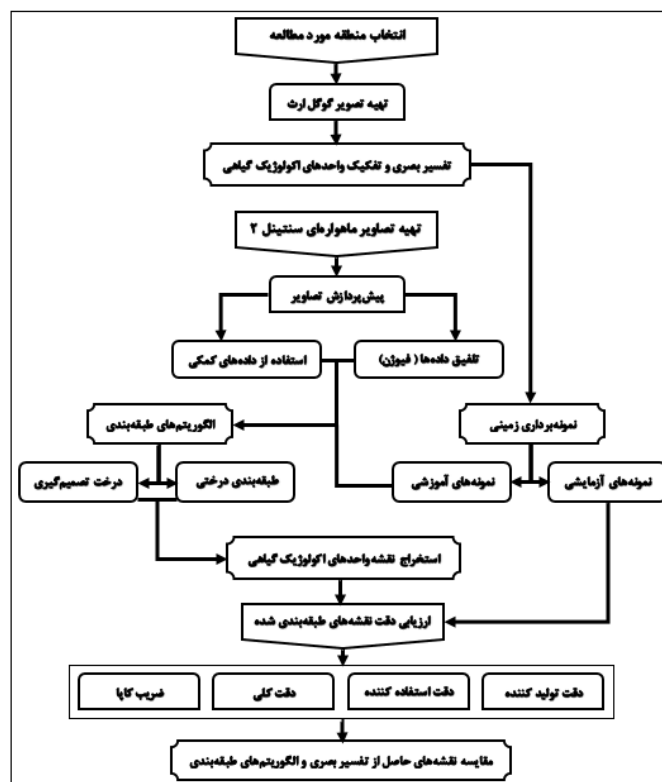 انتخاب منطقه مورد مطالعه
تهیه تصویر گوگل ارث
تفسیر بصری و تفکیک واحدهای اکولوژیک گیاهی
تهیه تصاویر ماهواره‌ای سنتینل ۲
پیش‌پردازش تصاویر
تلفیق داده‌ها ( فیوژن)
استفاده از داده‌های کمکی
نمونه‌برداری زمینی
الگوریتم‌های طبقه‌بندی
نمونه‌های آزمایشی
نمونه‌های آموزشی
طبقه‌بندی درختی
درخت تصمیم‌گیری
استخراج نقشه واحدهای اکولوژیک گیاهی
ارزیابی دقت نقشه‌های طبقه‌بندی شده
دقت تولید کننده
دقت استفاده کننده
دقت کلی
ضریب کاپا
مقایسه نقشه‌های حاصل از تفسیر بصری و الگوریتم‌های طبقه‌بندی